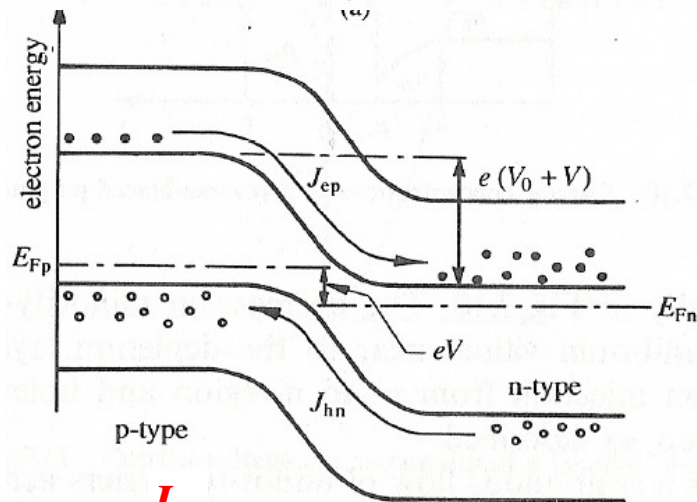 (a)
electron energy
J_ep
e (V_0 + V)
E_Fp
E_Fn
eV
n-type
J_hn
p-type
I